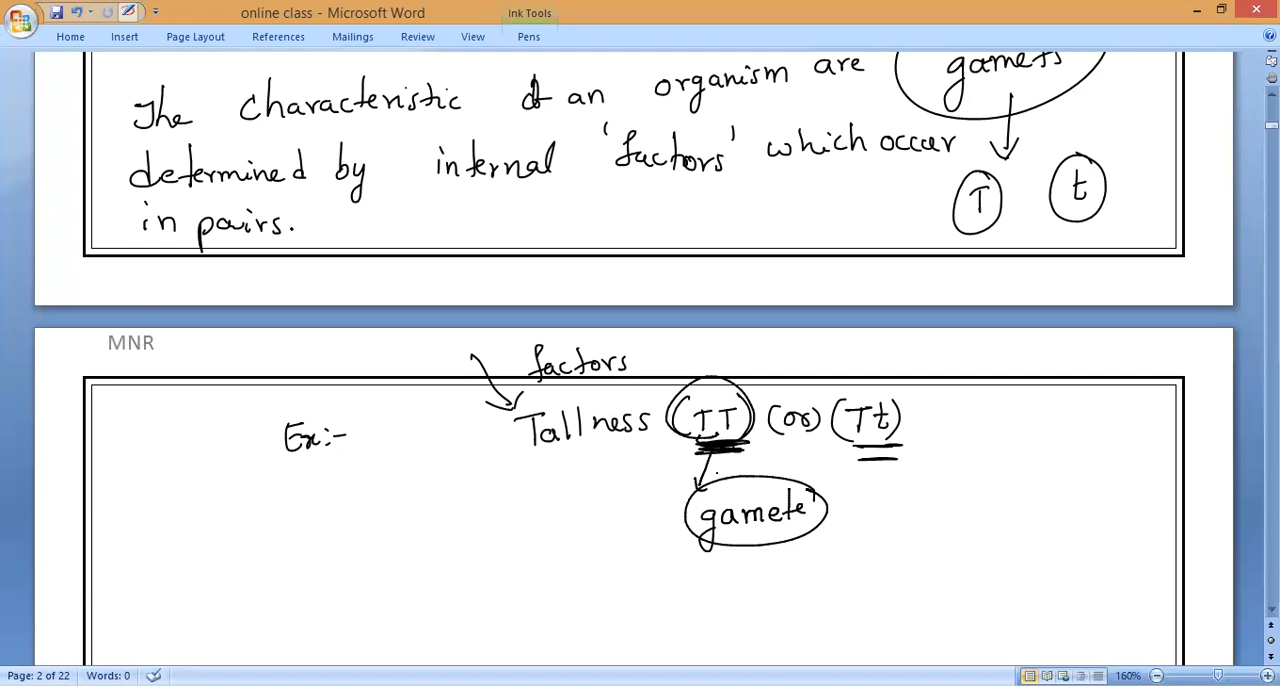 online class - Microsoft Word
Ink Tools
Home Insert Page Layout References Mailings Review View Pens
The characteristic of an organism are
determined by internal 'factors' which occur
in pairs.
T t
MNR
factors
Ex:- Tallness (TT) (or) (Tt)
gamete
Page: 2 of 22 Words: 0 160%